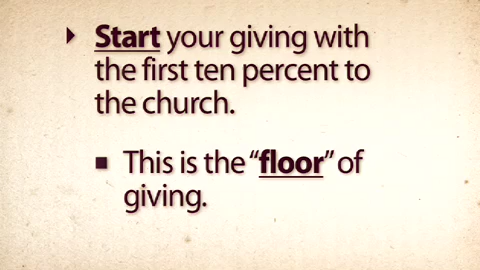 Start your giving with
the first ten percent to
the church.
This is the “floor” of
giving.